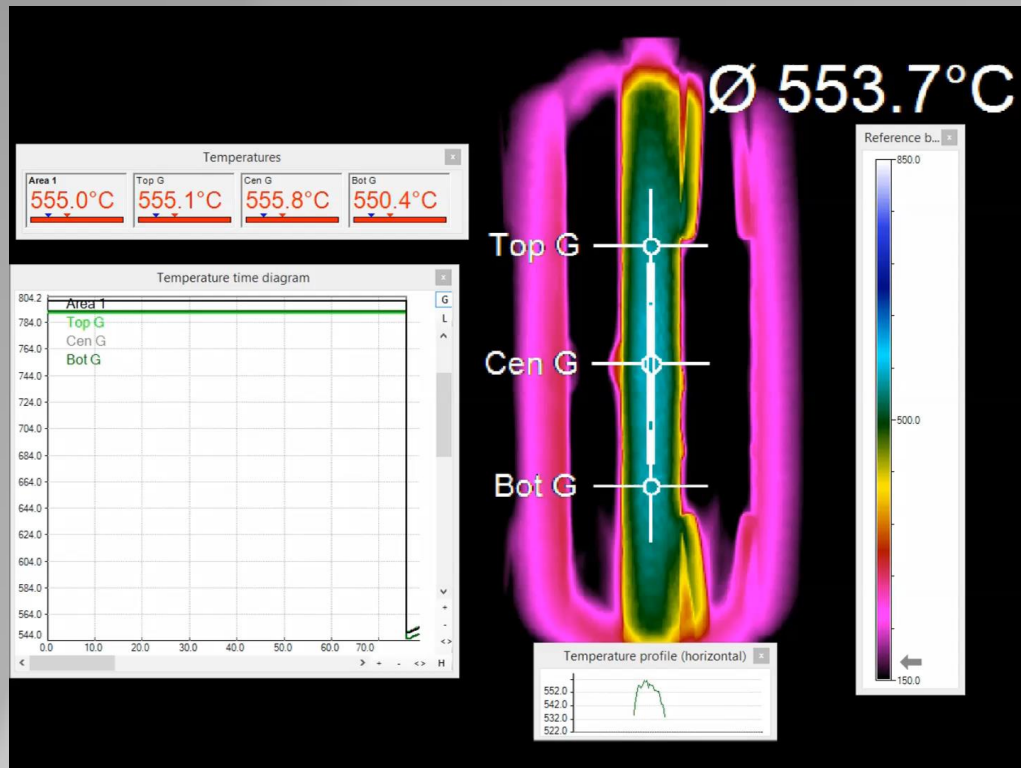 Ø 553.7°C
Temperatures
Area 1
555.0°C
Top G
555.1°C
Cen G
555.8°C
Bot G
550.4°C
Temperature time diagram
804.2
784.0
764.0
744.0
724.0
704.0
684.0
664.0
644.0
624.0
604.0
584.0
564.0
544.0
Area 1
Top G
Cen G
Bot G
0.0 10.0 20.0 30.0 40.0 50.0 60.0 70.0
G
L
+
-
<>
+ - <> H
Top G
Cen G
Bot G
Reference b...
850.0
500.0
150.0
Temperature profile (horizontal)
552.0
542.0
532.0
522.0